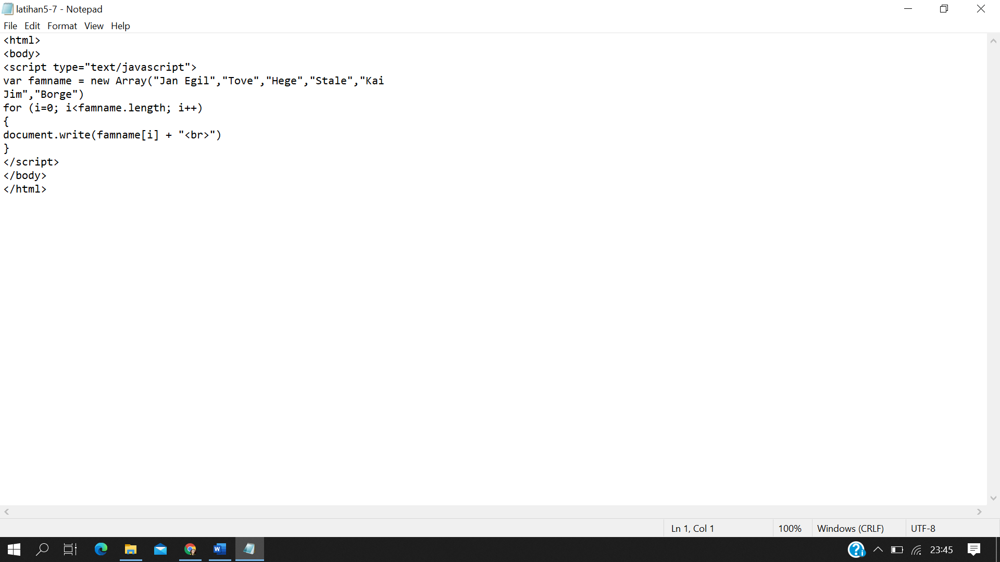 latihan5-7 - Notepad
File Edit Format View Help
<html>
<body>
<script type="text/javascript">
var famname = new Array("Jan Egil","Tove","Hege","Stale","Kai
Jim","Borge")
for (i=0; i<famname.length; i++)
{
document.write(famname[i] + "<br>")
}
</script>
</body>
</html>
Ln 1, Col 1 100% Windows (CRLF) UTF-8
23:45